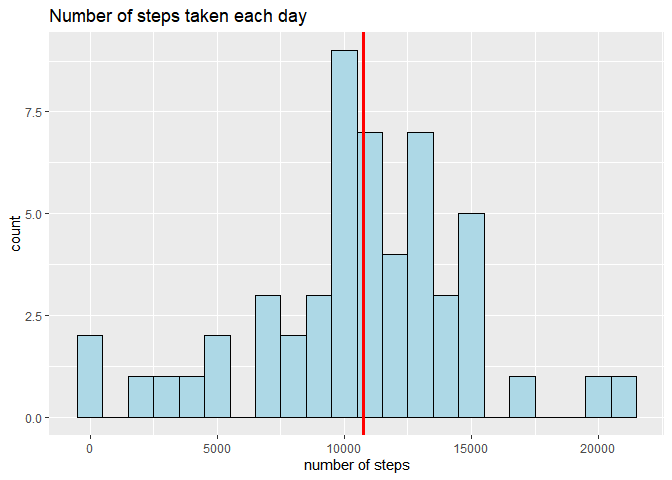 Number of steps taken each day
7.5
5.0
2.5
0.0
count
0 5000 10000 15000 20000
number of steps